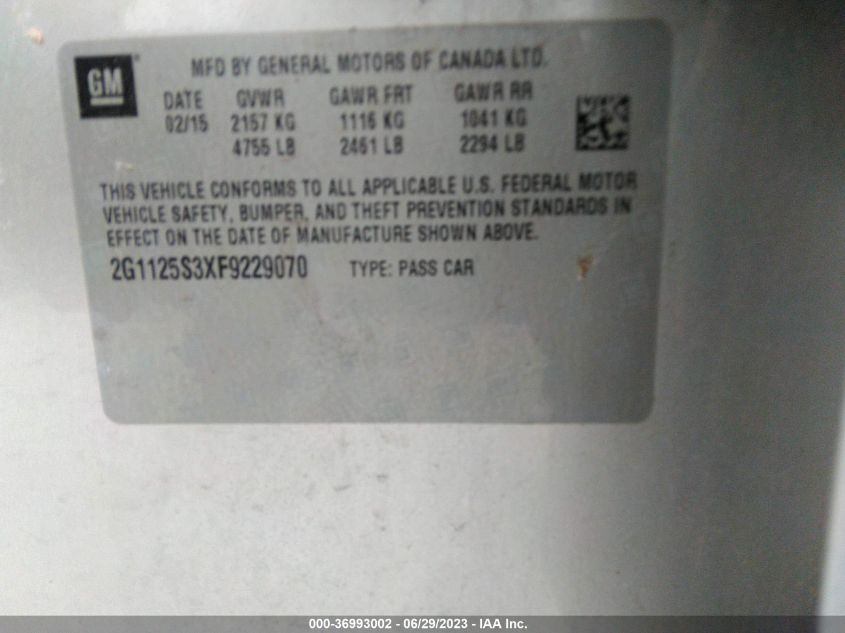 GM
MFD BY GENERAL MOTORS OF CANADA LTD.
DATE GVWR GAWR FRT GAWR RR
02/15 2157 KG 1116 KG 1041 KG
4755 LB 2461 LB 2294 LB
THIS VEHICLE CONFORMS TO ALL APPLICABLE U.S. FEDERAL MOTOR
VEHICLE SAFETY, BUMPER, AND THEFT PREVENTION STANDARDS IN
EFFECT ON THE DATE OF MANUFACTURE SHOWN ABOVE.
2G1125S3XF9229070 TYPE: PASS CAR
000-36993002 - 06/29/2023 - IAA Inc.